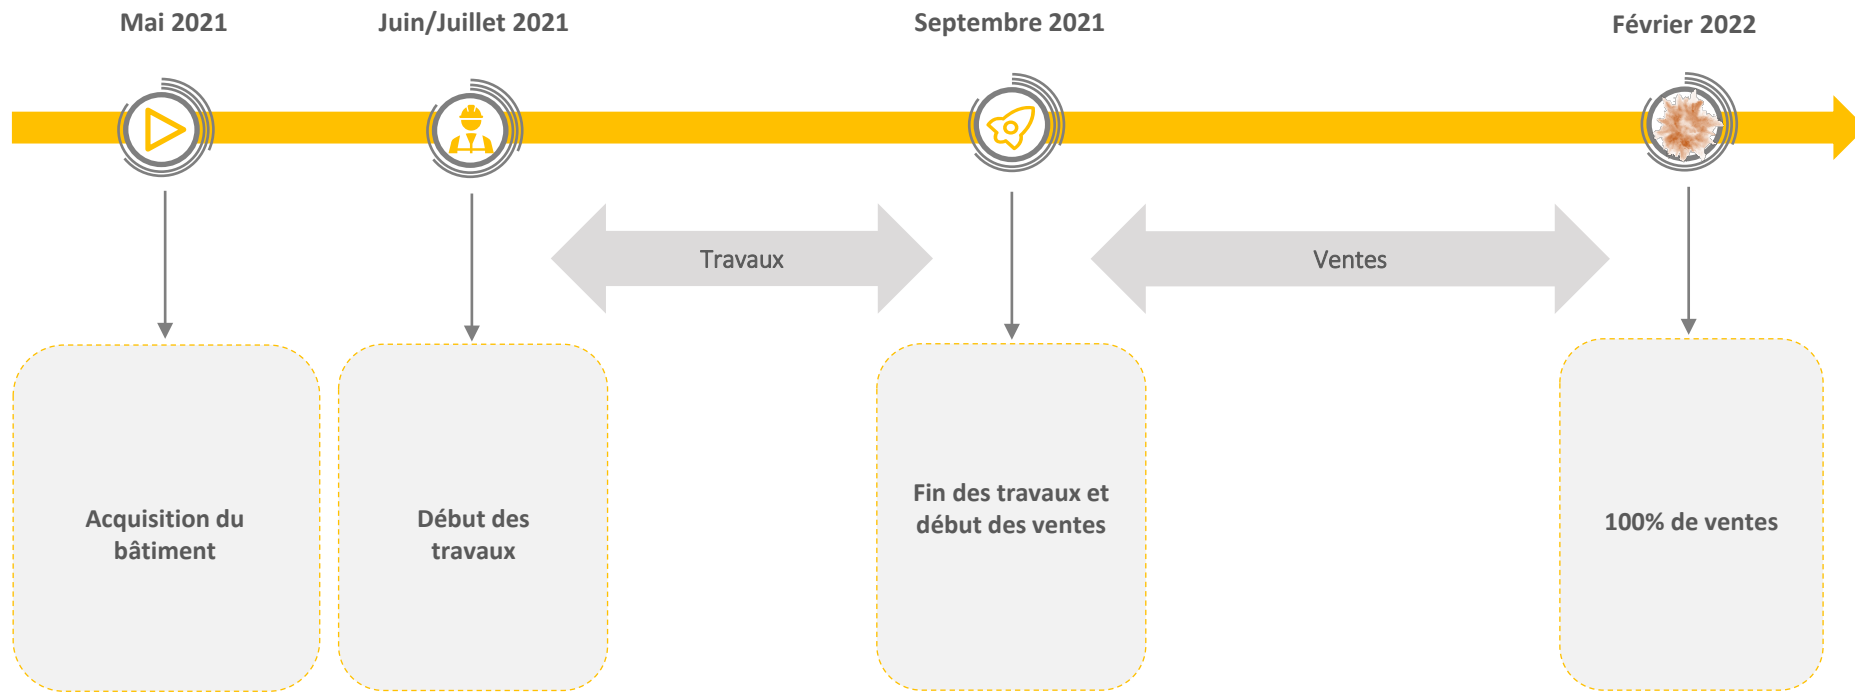 Mai 2021
Juin/Juillet 2021
Septembre 2021
Février 2022
Travaux
Ventes
Acquisition du
bâtiment
Début des
travaux
Fin des travaux et
début des ventes
100% de ventes